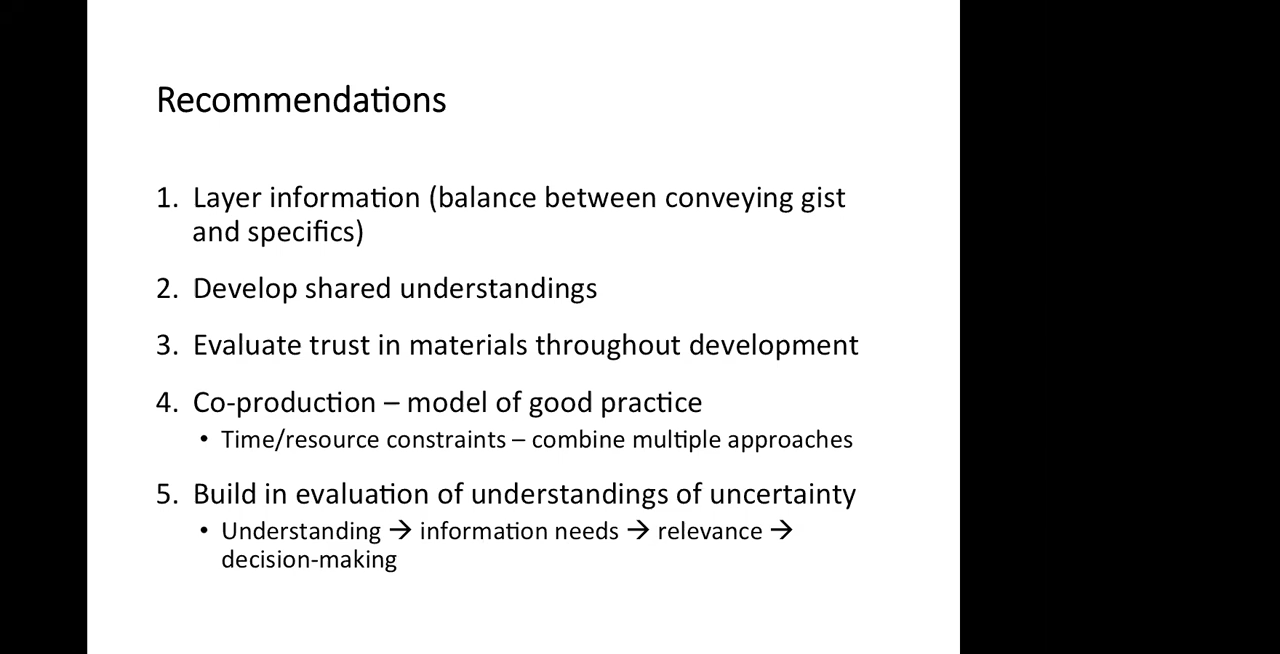 Recommendations
1. Layer information (balance between conveying gist
and specifics)
2. Develop shared understandings
3. Evaluate trust in materials throughout development
4. Co-production – model of good practice
• Time/resource constraints – combine multiple approaches
5. Build in evaluation of understandings of uncertainty
• Understanding → information needs → relevance →
decision-making